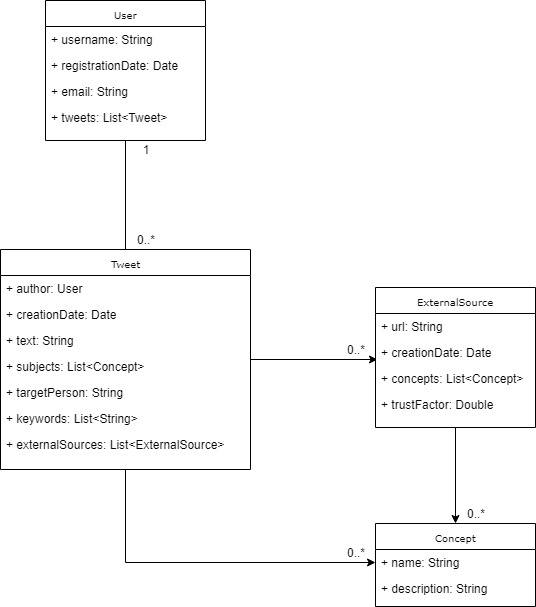 User
+ username: String
+ registrationDate: Date
+ email: String
+ tweets: List<Tweet>
1
0..*
Tweet
+ author: User
+ creationDate: Date
+ text: String
+ subjects: List<Concept>
+ targetPerson: String
+ keywords: List<String>
+ externalSources: List<ExternalSource>
0..*
ExternalSource
+ url: String
+ creationDate: Date
+ concepts: List<Concept>
+ trustFactor: Double
0..*
0..*
Concept
+ name: String
+ description: String